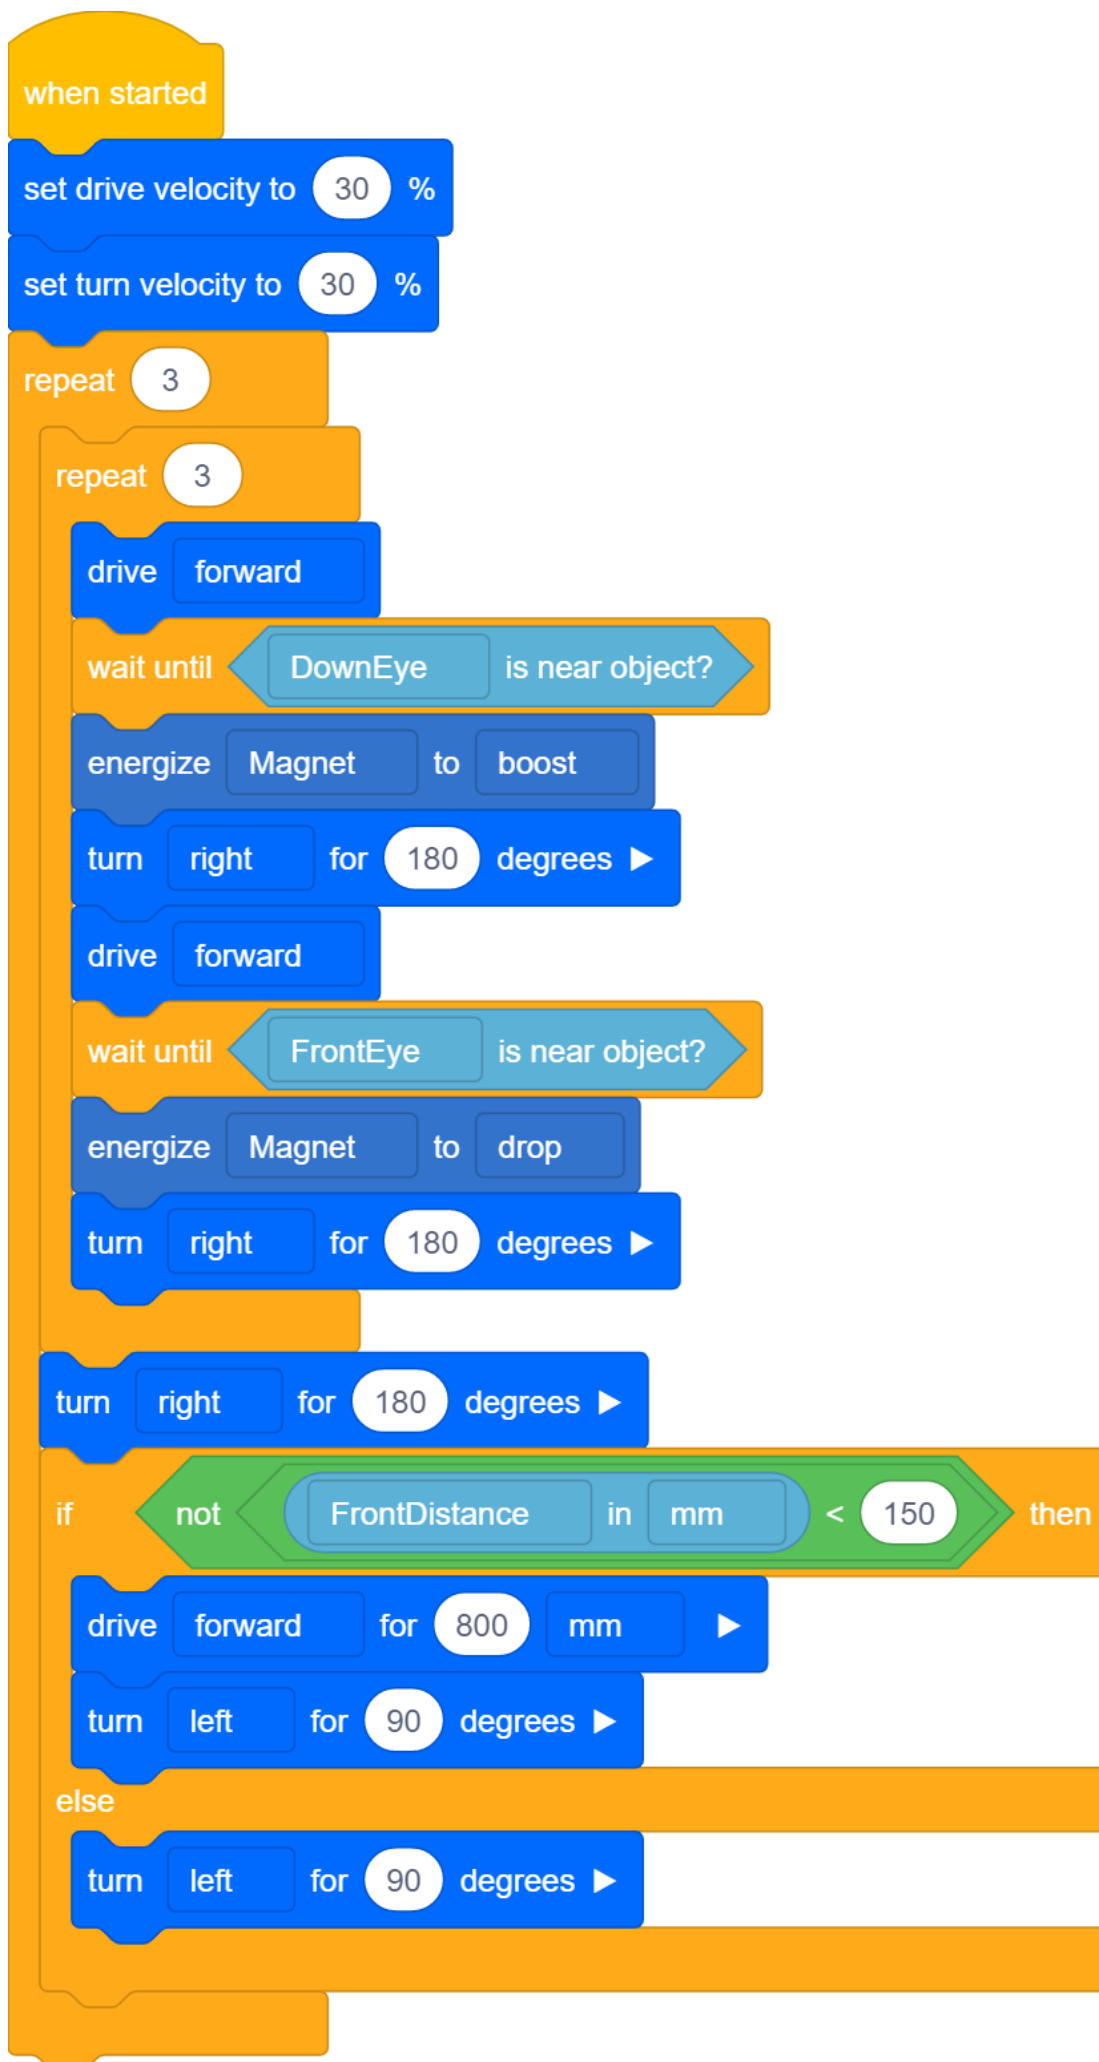 when started
set drive velocity to 30 %
set turn velocity to 30 %
repeat 3
repeat 3
drive forward
wait until DownEye is near object?
energize Magnet to boost
turn right for 180 degrees
drive forward
wait until FrontEye is near object?
energize Magnet to drop
turn right for 180 degrees
turn right for 180 degrees
if not FrontDistance in mm < 150 then
drive forward for 800 mm
turn left for 90 degrees
else
turn left for 90 degrees